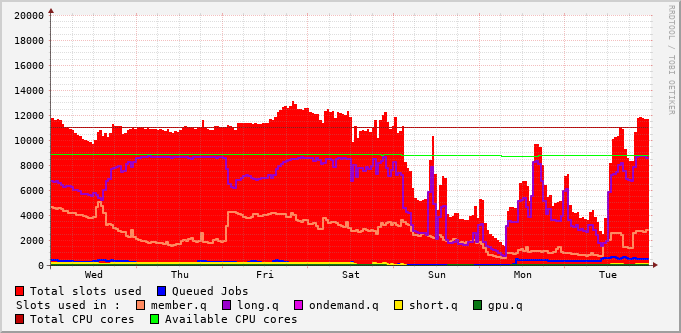 20000
18000
16000
14000
12000
10000
8000
6000
4000
2000
0
Wed Thu Fri Sat Sun Mon Tue
RRDTOOL / TOBI OETIKER
Total slots used Queued Jobs
Slots used in : member.q long.q ondemand.q short.q gpu.q
Total CPU cores Available CPU cores